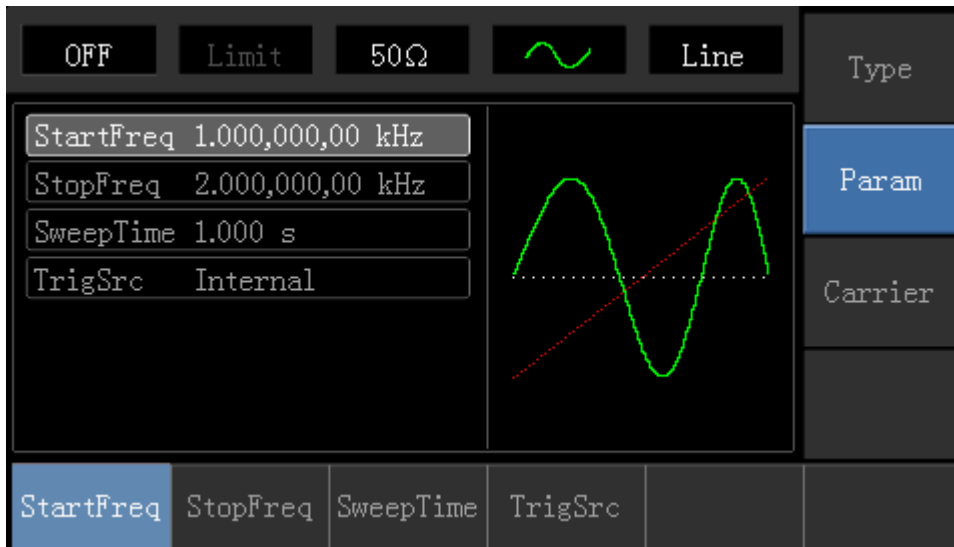 OFF Limit 50Ω Line
Type
StartFreq 1.000,000,00 kHz
StopFreq 2.000,000,00 kHz
SweepTime 1.000 s
TrigSrc Internal
Param
Carrier
StartFreq StopFreq SweepTime TrigSrc